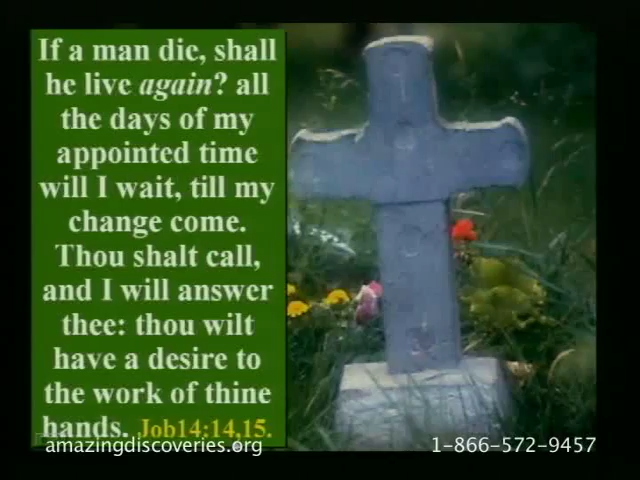 If a man die, shall
he live again? all
the days of my
appointed time
will I wait, till my
change come.
Thou shalt call,
and I will answer
thee: thou wilt
have a desire to
the work of thine
hands. Job14:14,15.
amazingdiscoveries.org
1-866-572-9457